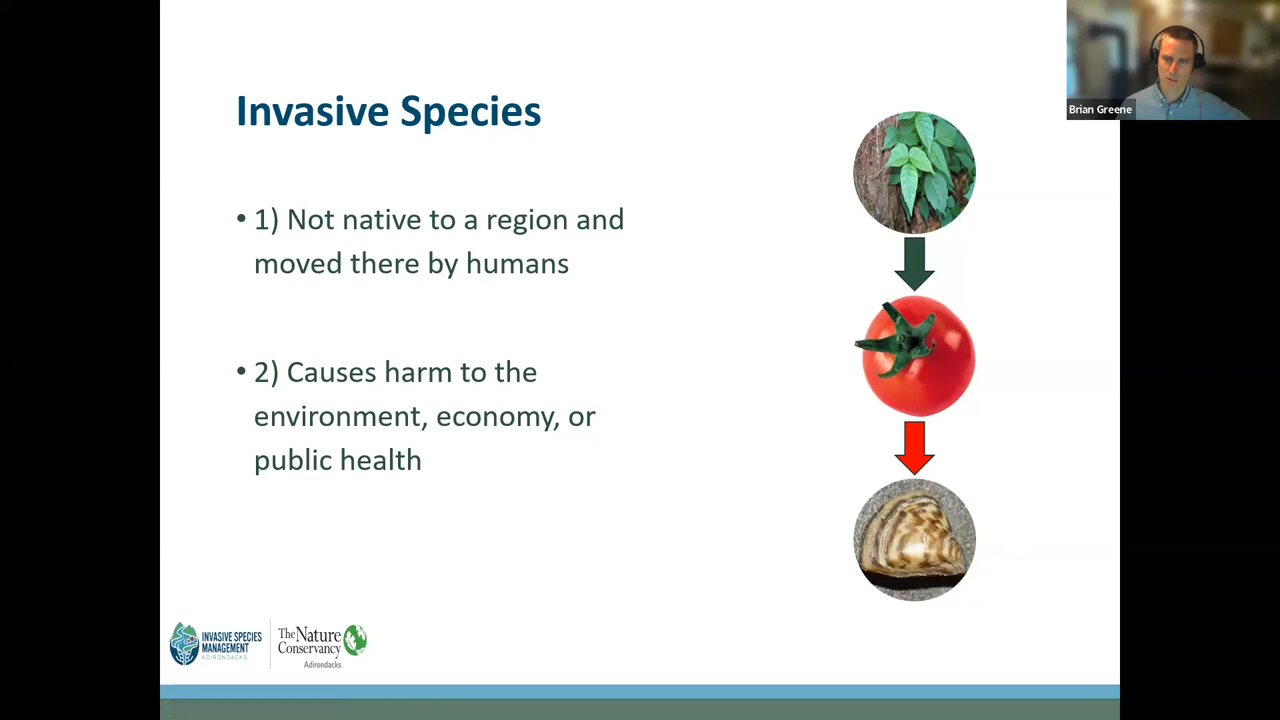 Invasive Species
• 1) Not native to a region and
moved there by humans
• 2) Causes harm to the
environment, economy, or
public health
Brian Greene
INVASIVE SPECIES
MANAGEMENT
ADIRONDACKS
The Nature
Conservancy
Adirondacks